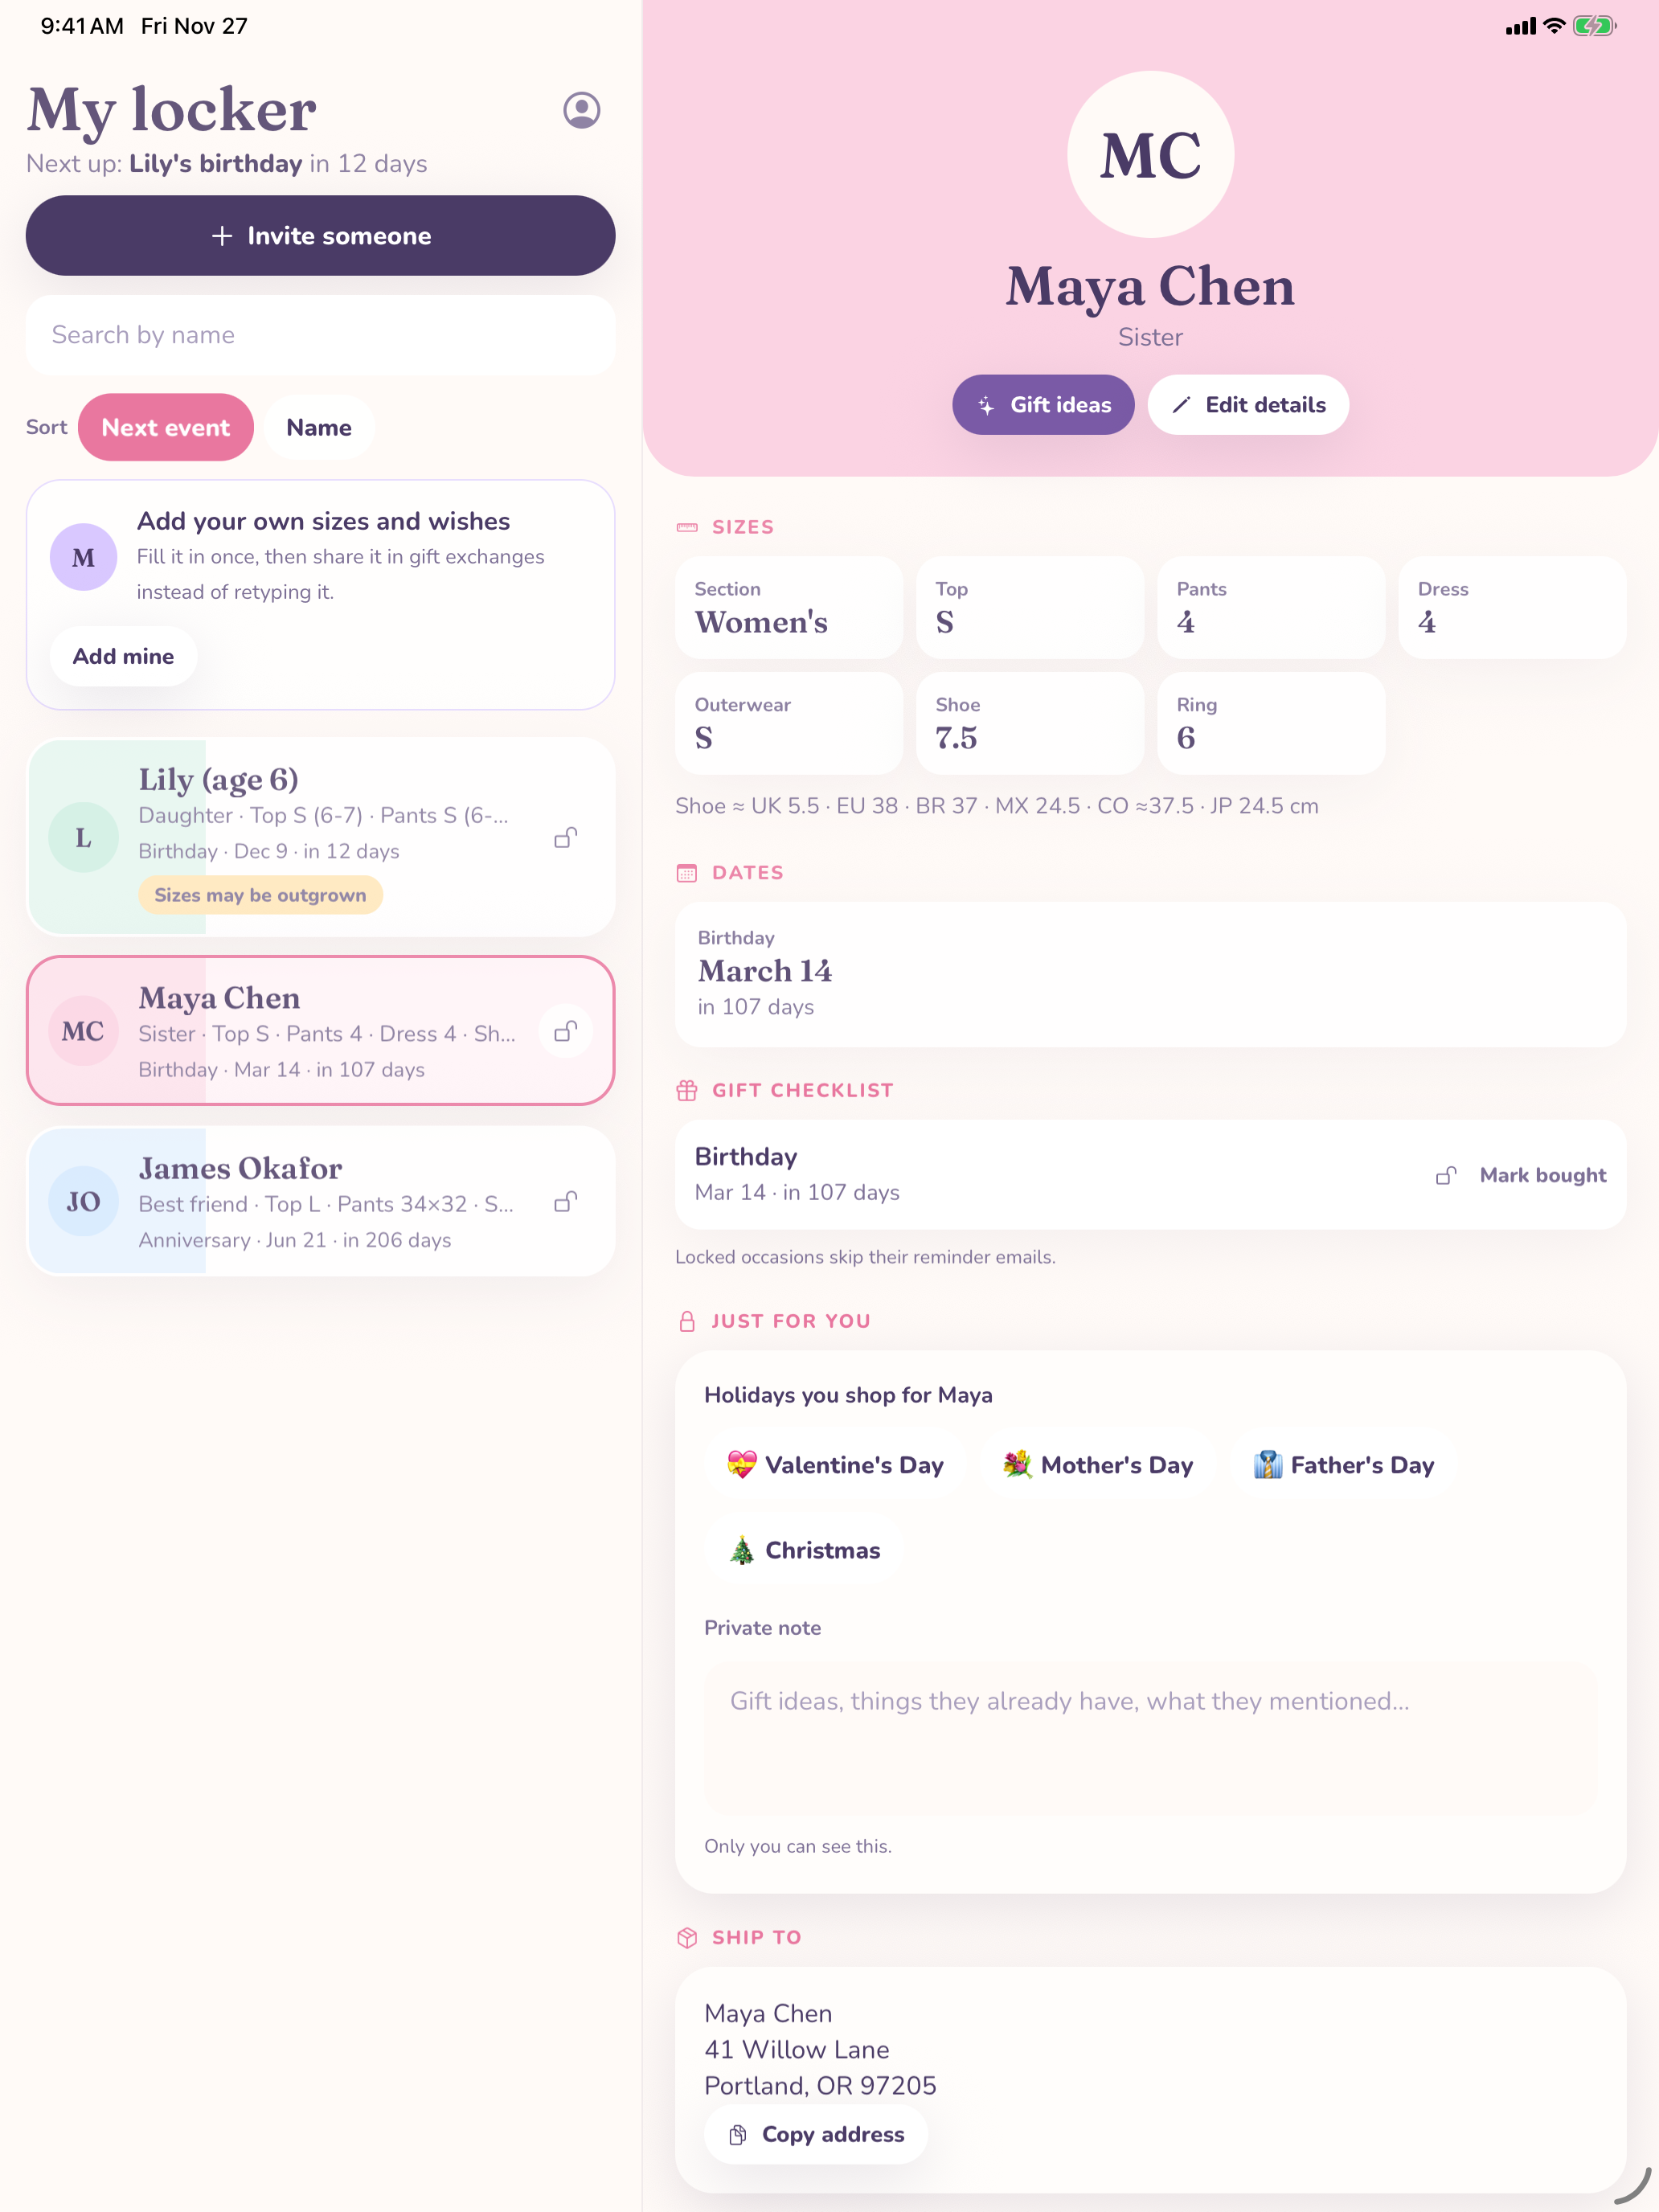 9:41 AM Fri Nov 27
My locker
Next up: Lily's birthday in 12 days
Invite someone
Search by name
Sort Next event Name
M
Add your own sizes and wishes
Fill it in once, then share it in gift exchanges
instead of retyping it.
Add mine
L
Lily (age 6)
Daughter · Top S (6-7) · Pants S (6-...
Birthday · Dec 9 · in 12 days
Sizes may be outgrown
MC
Maya Chen
Sister · Top S · Pants 4 · Dress 4 · Sh...
Birthday · Mar 14 · in 107 days
JO
James Okafor
Best friend · Top L · Pants 34×32 · S...
Anniversary · Jun 21 · in 206 days
MC
Maya Chen
Sister
Gift ideas Edit details
SIZES
Section
Women's
Top
S
Pants
4
Dress
4
Outerwear
S
Shoe
7.5
Ring
6
Shoe ≈ UK 5.5 · EU 38 · BR 37 · MX 24.5 · CO ≈37.5 · JP 24.5 cm
DATES
Birthday
March 14
in 107 days
GIFT CHECKLIST
Birthday
Mar 14 · in 107 days
Mark bought
Locked occasions skip their reminder emails.
JUST FOR YOU
Holidays you shop for Maya
💝 Valentine's Day 💐 Mother's Day 👔 Father's Day
🎄 Christmas
Private note
Gift ideas, things they already have, what they mentioned...
Only you can see this.
SHIP TO
Maya Chen
41 Willow Lane
Portland, OR 97205
Copy address